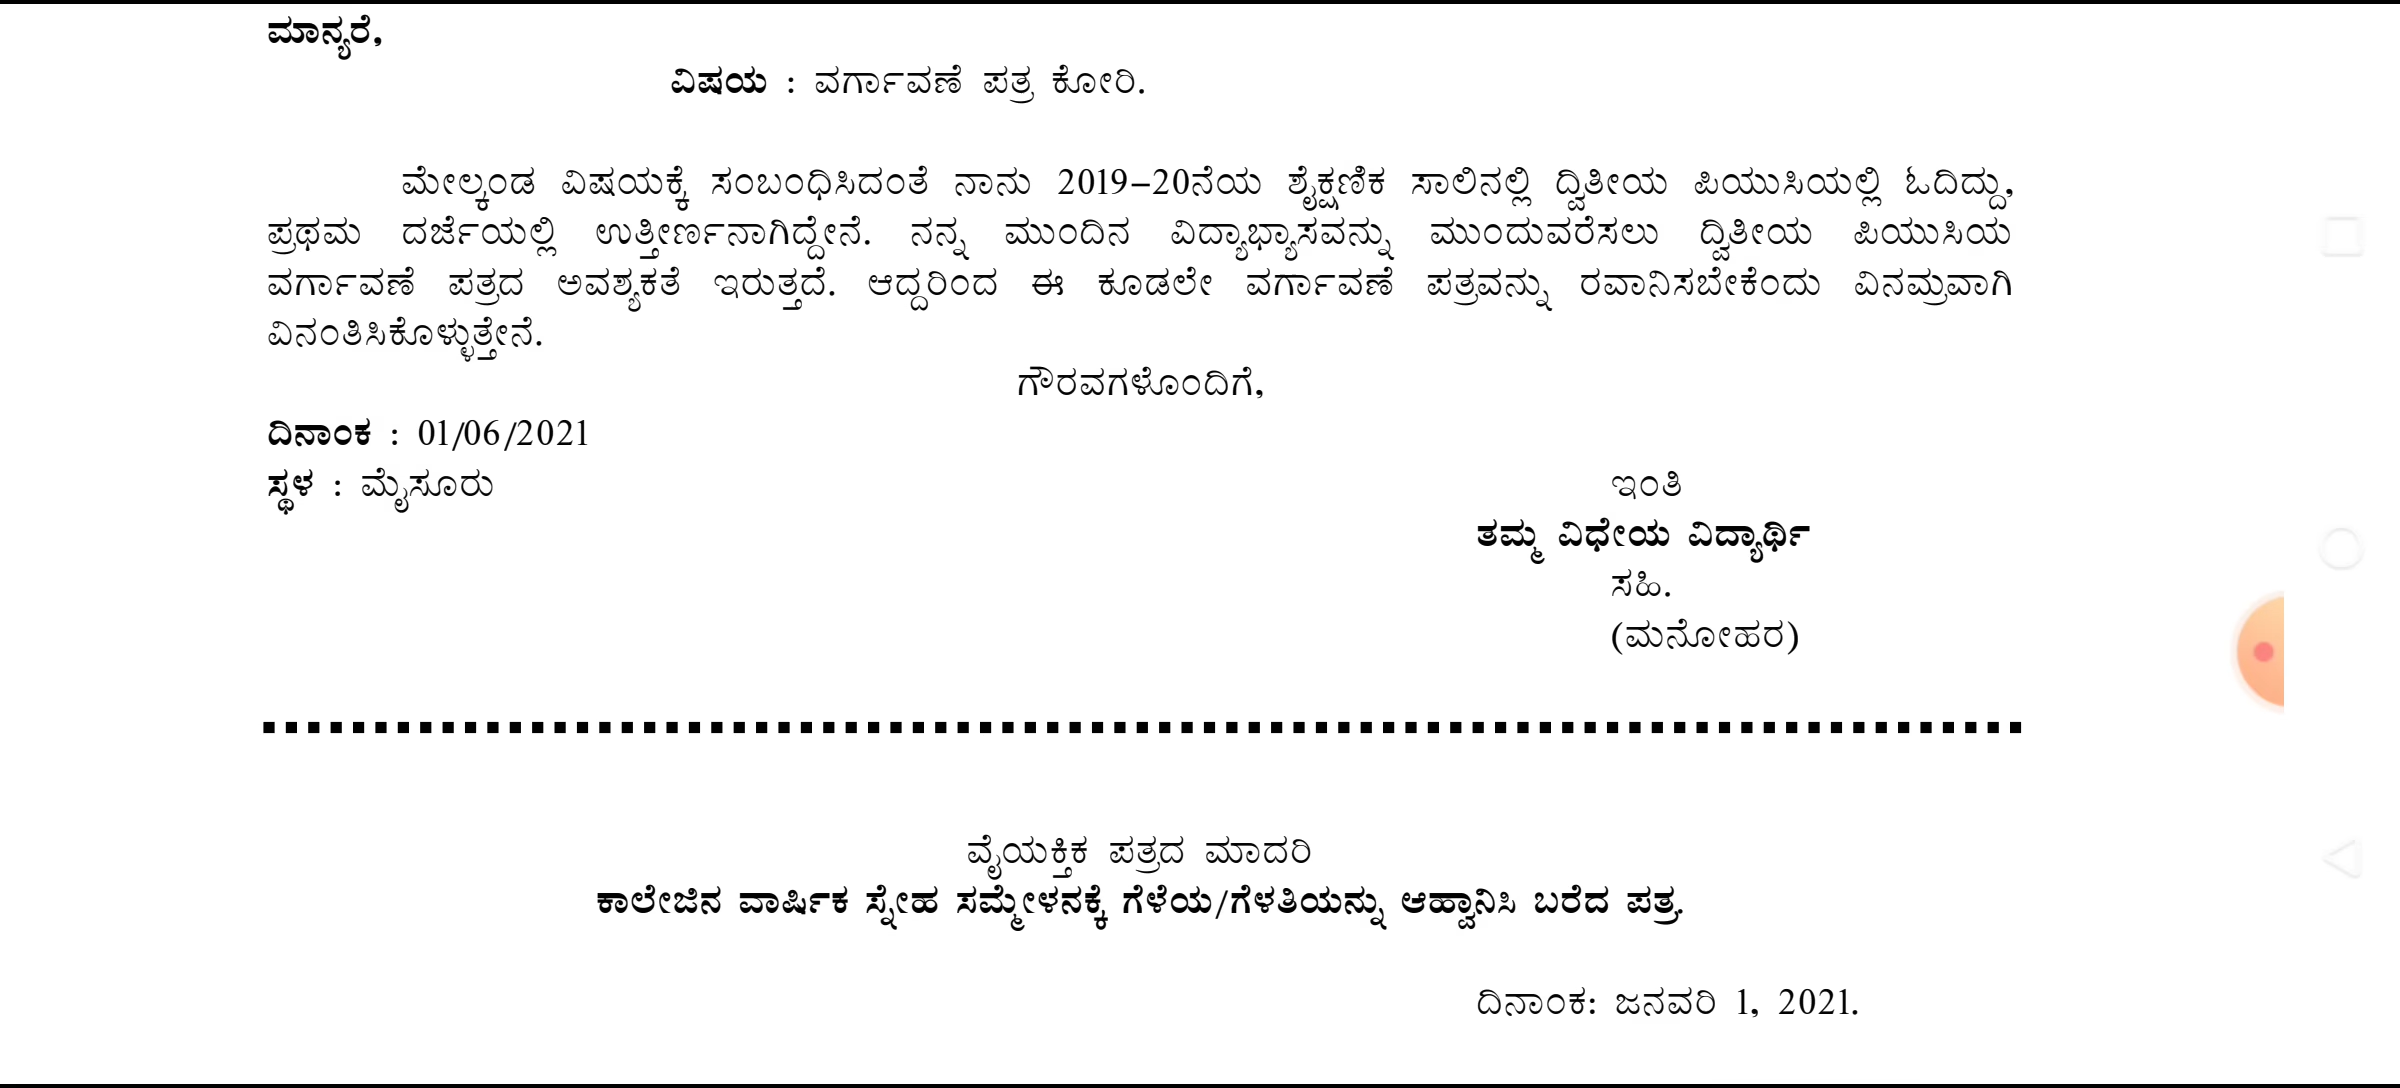 ಮಾನ್ಯರೆ,
ವಿಷಯ : ವರ್ಗಾವಣೆ ಪತ್ರ ಕೋರಿ.
ಮೇಲ್ಕಂಡ ವಿಷಯಕ್ಕೆ ಸಂಬಂಧಿಸಿದಂತೆ ನಾನು 2019-20ನೆಯ ಶೈಕ್ಷಣಿಕ ಸಾಲಿನಲ್ಲಿ ದ್ವಿತೀಯ ಪಿಯುಸಿಯಲ್ಲಿ ಓದಿದ್ದು,
ಪ್ರಥಮ ದರ್ಜೆಯಲ್ಲಿ ಉತ್ತೀರ್ಣನಾಗಿದ್ದೇನೆ. ನನ್ನ ಮುಂದಿನ ವಿದ್ಯಾಭ್ಯಾಸವನ್ನು ಮುಂದುವರೆಸಲು ದ್ವಿತೀಯ ಪಿಯುಸಿಯ
ವರ್ಗಾವಣೆ ಪತ್ರದ ಅವಶ್ಯಕತೆ ಇರುತ್ತದೆ. ಆದ್ದರಿಂದ ಈ ಕೂಡಲೇ ವರ್ಗಾವಣೆ ಪತ್ರವನ್ನು ರವಾನಿಸಬೇಕೆಂದು ವಿನಮ್ರವಾಗಿ
ವಿನಂತಿಸಿಕೊಳ್ಳುತ್ತೇನೆ.
ಗೌರವಗಳೊಂದಿಗೆ,
ದಿನಾಂಕ : 01/06/2021
ಸ್ಥಳ : ಮೈಸೂರು
ಇಂತಿ
ತಮ್ಮ ವಿಧೇಯ ವಿದ್ಯಾರ್ಥಿ
ಸಹಿ.
(ಮನೋಹರ)
ವೈಯಕ್ತಿಕ ಪತ್ರದ ಮಾದರಿ
ಕಾಲೇಜಿನ ವಾರ್ಷಿಕ ಸ್ನೇಹ ಸಮ್ಮೇಳನಕ್ಕೆ ಗೆಳೆಯ/ಗೆಳತಿಯನ್ನು ಆಹ್ವಾನಿಸಿ ಬರೆದ ಪತ್ರ.
ದಿನಾಂಕ: ಜನವರಿ 1, 2021.